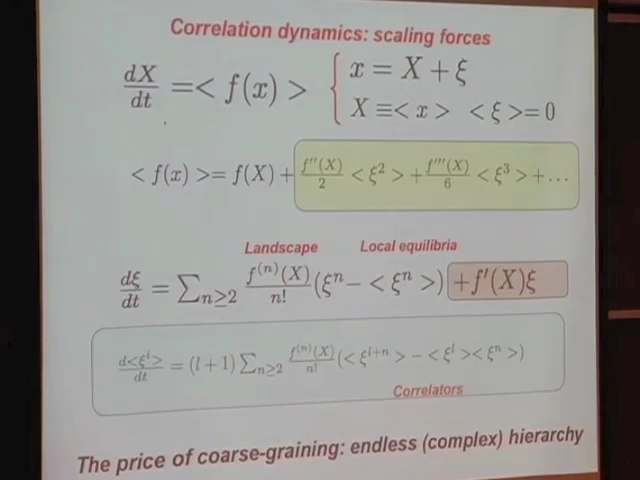 Correlation dynamics: scaling forces
dX/dt =< f(x) > { x = X + ξ
X ≡< x > < ξ >= 0
< f(x) >= f(X) + f''(X)/2 < ξ² > + f'''(X)/6 < ξ³ > + ...
Landscape Local equilibria
dξ/dt = ∑n≥2 f⁽ⁿ⁾(X)/n! (ξⁿ− < ξⁿ >) +f'(X)ξ
d<ξˡ>/dt = (l + 1) ∑n≥2 f⁽ⁿ⁾(X)/n! (< ξˡ⁺ⁿ > − < ξˡ >< ξⁿ >)
Correlators
The price of coarse-graining: endless (complex) hierarchy